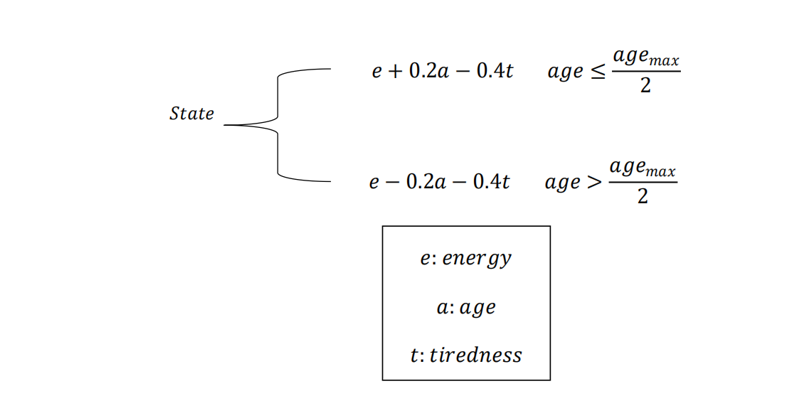 e + 0.2a − 0.4t   age ≤ age_max / 2
State
e − 0.2a − 0.4t   age > age_max / 2
e: energy
a: age
t: tiredness